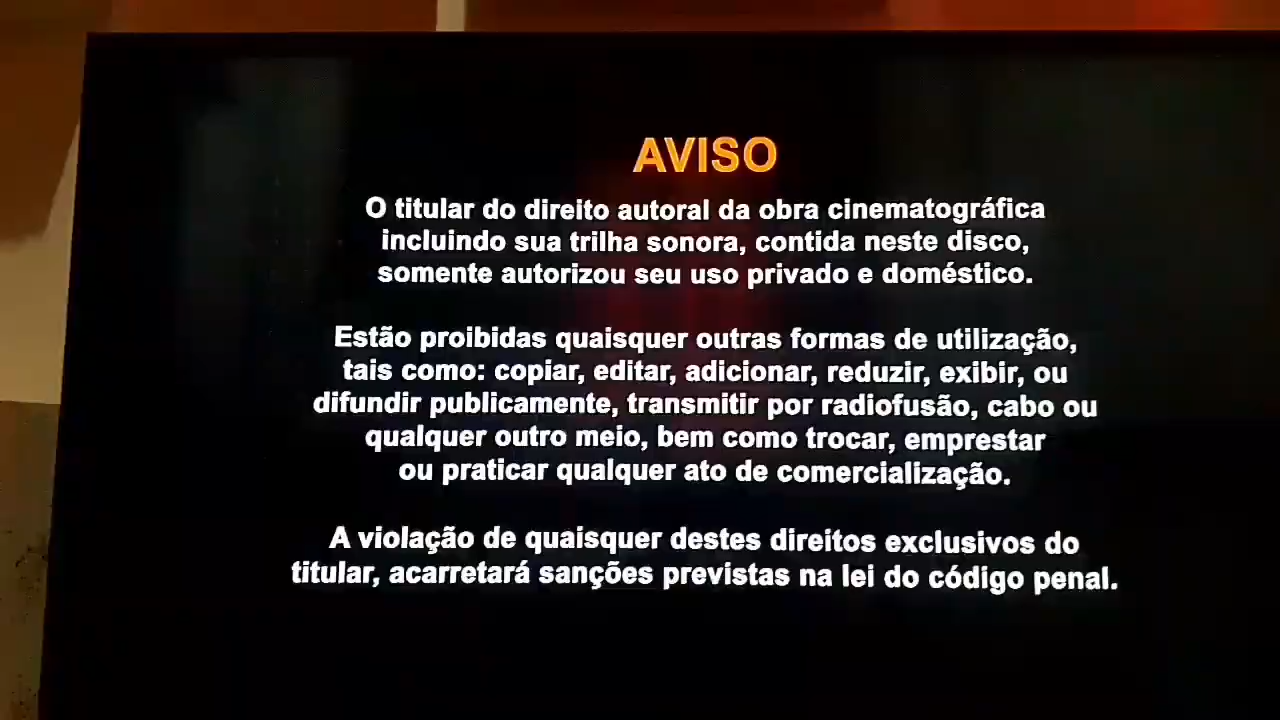 AVISO
O titular do direito autoral da obra cinematográfica
incluindo sua trilha sonora, contida neste disco,
somente autorizou seu uso privado e doméstico.
Estão proibidas quaisquer outras formas de utilização,
tais como: copiar, editar, adicionar, reduzir, exibir, ou
difundir publicamente, transmitir por radiofusão, cabo ou
qualquer outro meio, bem como trocar, emprestar
ou praticar qualquer ato de comercialização.
A violação de quaisquer destes direitos exclusivos do
titular, acarretará sanções previstas na lei do código penal.